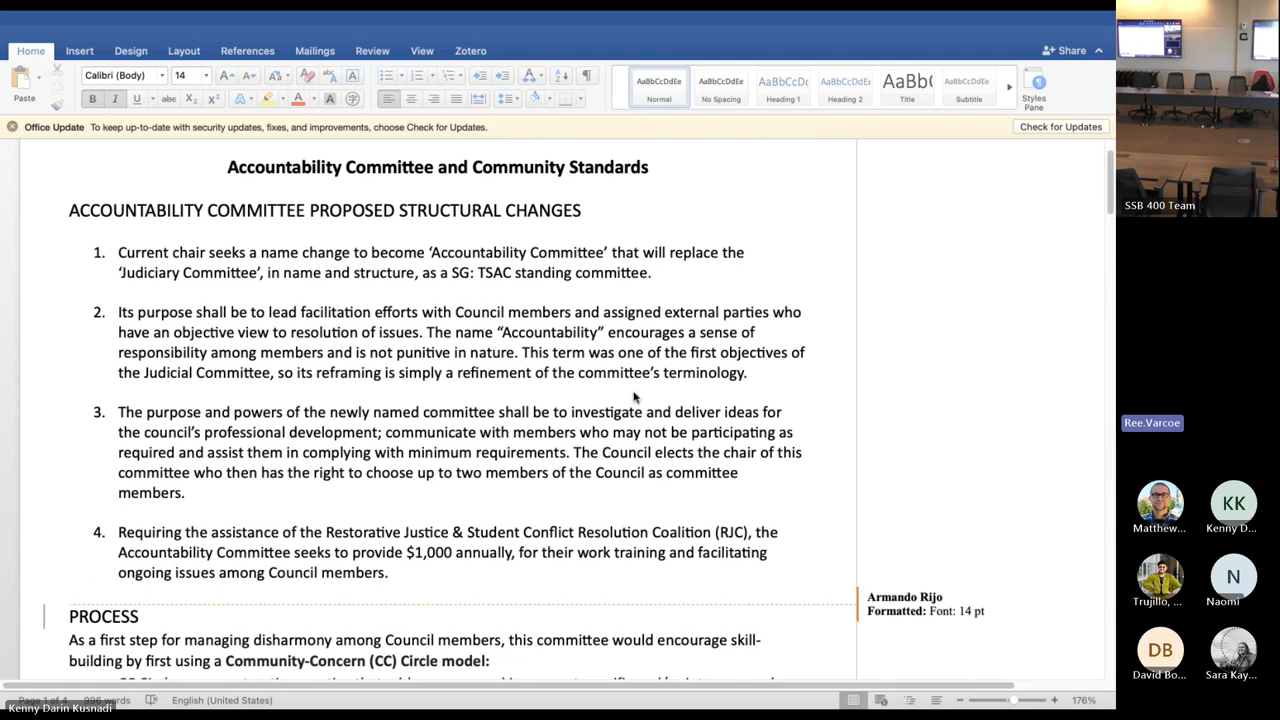 Home Insert Design Layout References Mailings Review View Zotero Share
Calibri (Body) 14
Paste
AaBbCcDdEe AaBbCcDdEe AaBbCcDc AaBbCcDdEe AaBb( AaBbCcDdEe
Normal No Spacing Heading 1 Heading 2 Title Subtitle Styles Pane
Office Update To keep up-to-date with security updates, fixes, and improvements, choose Check for Updates. Check for Updates
Accountability Committee and Community Standards
ACCOUNTABILITY COMMITTEE PROPOSED STRUCTURAL CHANGES
1. Current chair seeks a name change to become ‘Accountability Committee’ that will replace the
‘Judiciary Committee’, in name and structure, as a SG: TSAC standing committee.
2. Its purpose shall be to lead facilitation efforts with Council members and assigned external parties who
have an objective view to resolution of issues. The name “Accountability” encourages a sense of
responsibility among members and is not punitive in nature. This term was one of the first objectives of
the Judicial Committee, so its reframing is simply a refinement of the committee’s terminology.
3. The purpose and powers of the newly named committee shall be to investigate and deliver ideas for
the council’s professional development; communicate with members who may not be participating as
required and assist them in complying with minimum requirements. The Council elects the chair of this
committee who then has the right to choose up to two members of the Council as committee
members.
4. Requiring the assistance of the Restorative Justice & Student Conflict Resolution Coalition (RJC), the
Accountability Committee seeks to provide $1,000 annually, for their work training and facilitating
ongoing issues among Council members.
PROCESS
As a first step for managing disharmony among Council members, this committee would encourage skill-
building by first using a Community-Concern (CC) Circle model:
Armando Rijo
Formatted: Font: 14 pt
Page 1 of 4 996 words English (United States) 176%
Kenny Darin Kusnadi
SSB 400 Team
Ree.Varcoe
Matthew... KK Kenny D...
Trujillo, ... N Naomi
DB David Bo... Sara Kay...